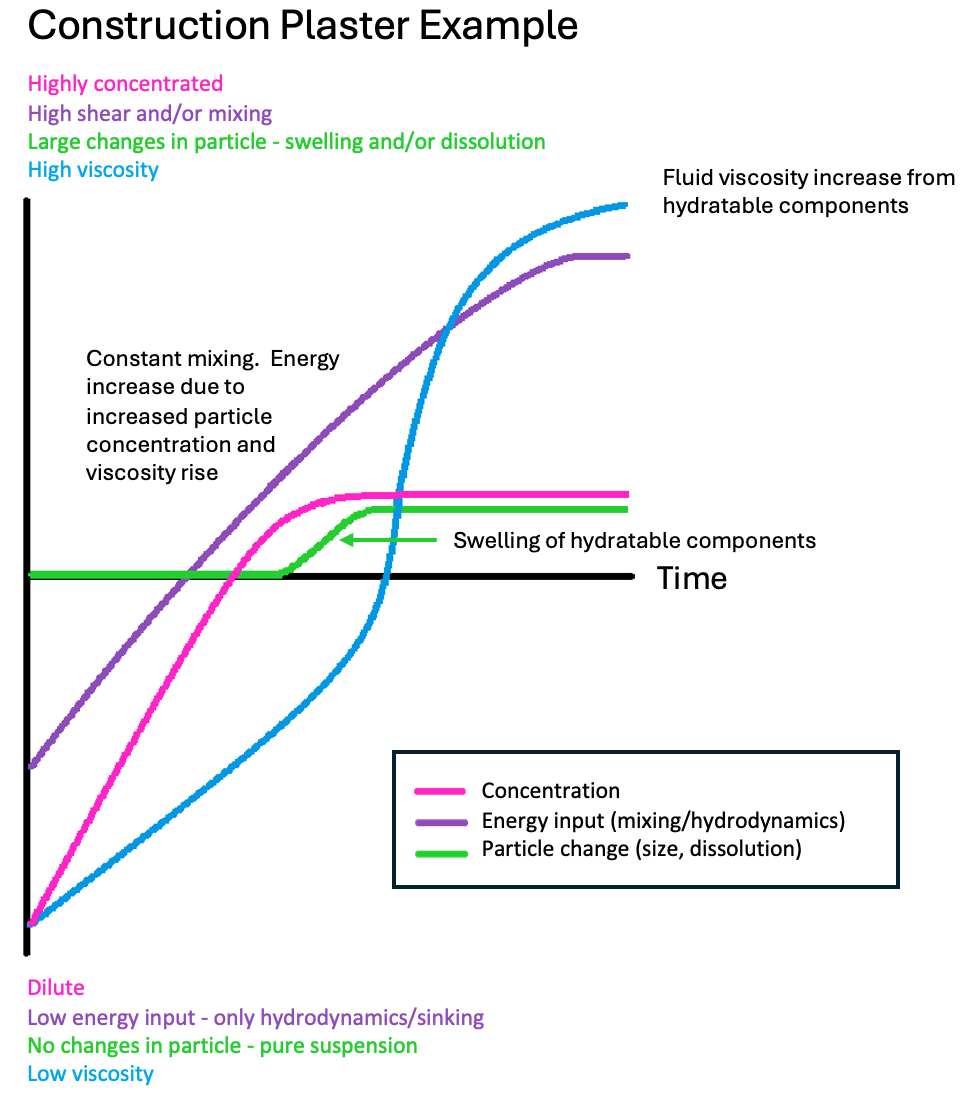 Construction Plaster Example
Highly concentrated
High shear and/or mixing
Large changes in particle - swelling and/or dissolution
High viscosity
Fluid viscosity increase from
hydratable components
Constant mixing.  Energy
increase due to
increased particle
concentration and
viscosity rise
Swelling of hydratable components
Time
Concentration
Energy input (mixing/hydrodynamics)
Particle change (size, dissolution)
Dilute
Low energy input - only hydrodynamics/sinking
No changes in particle - pure suspension
Low viscosity